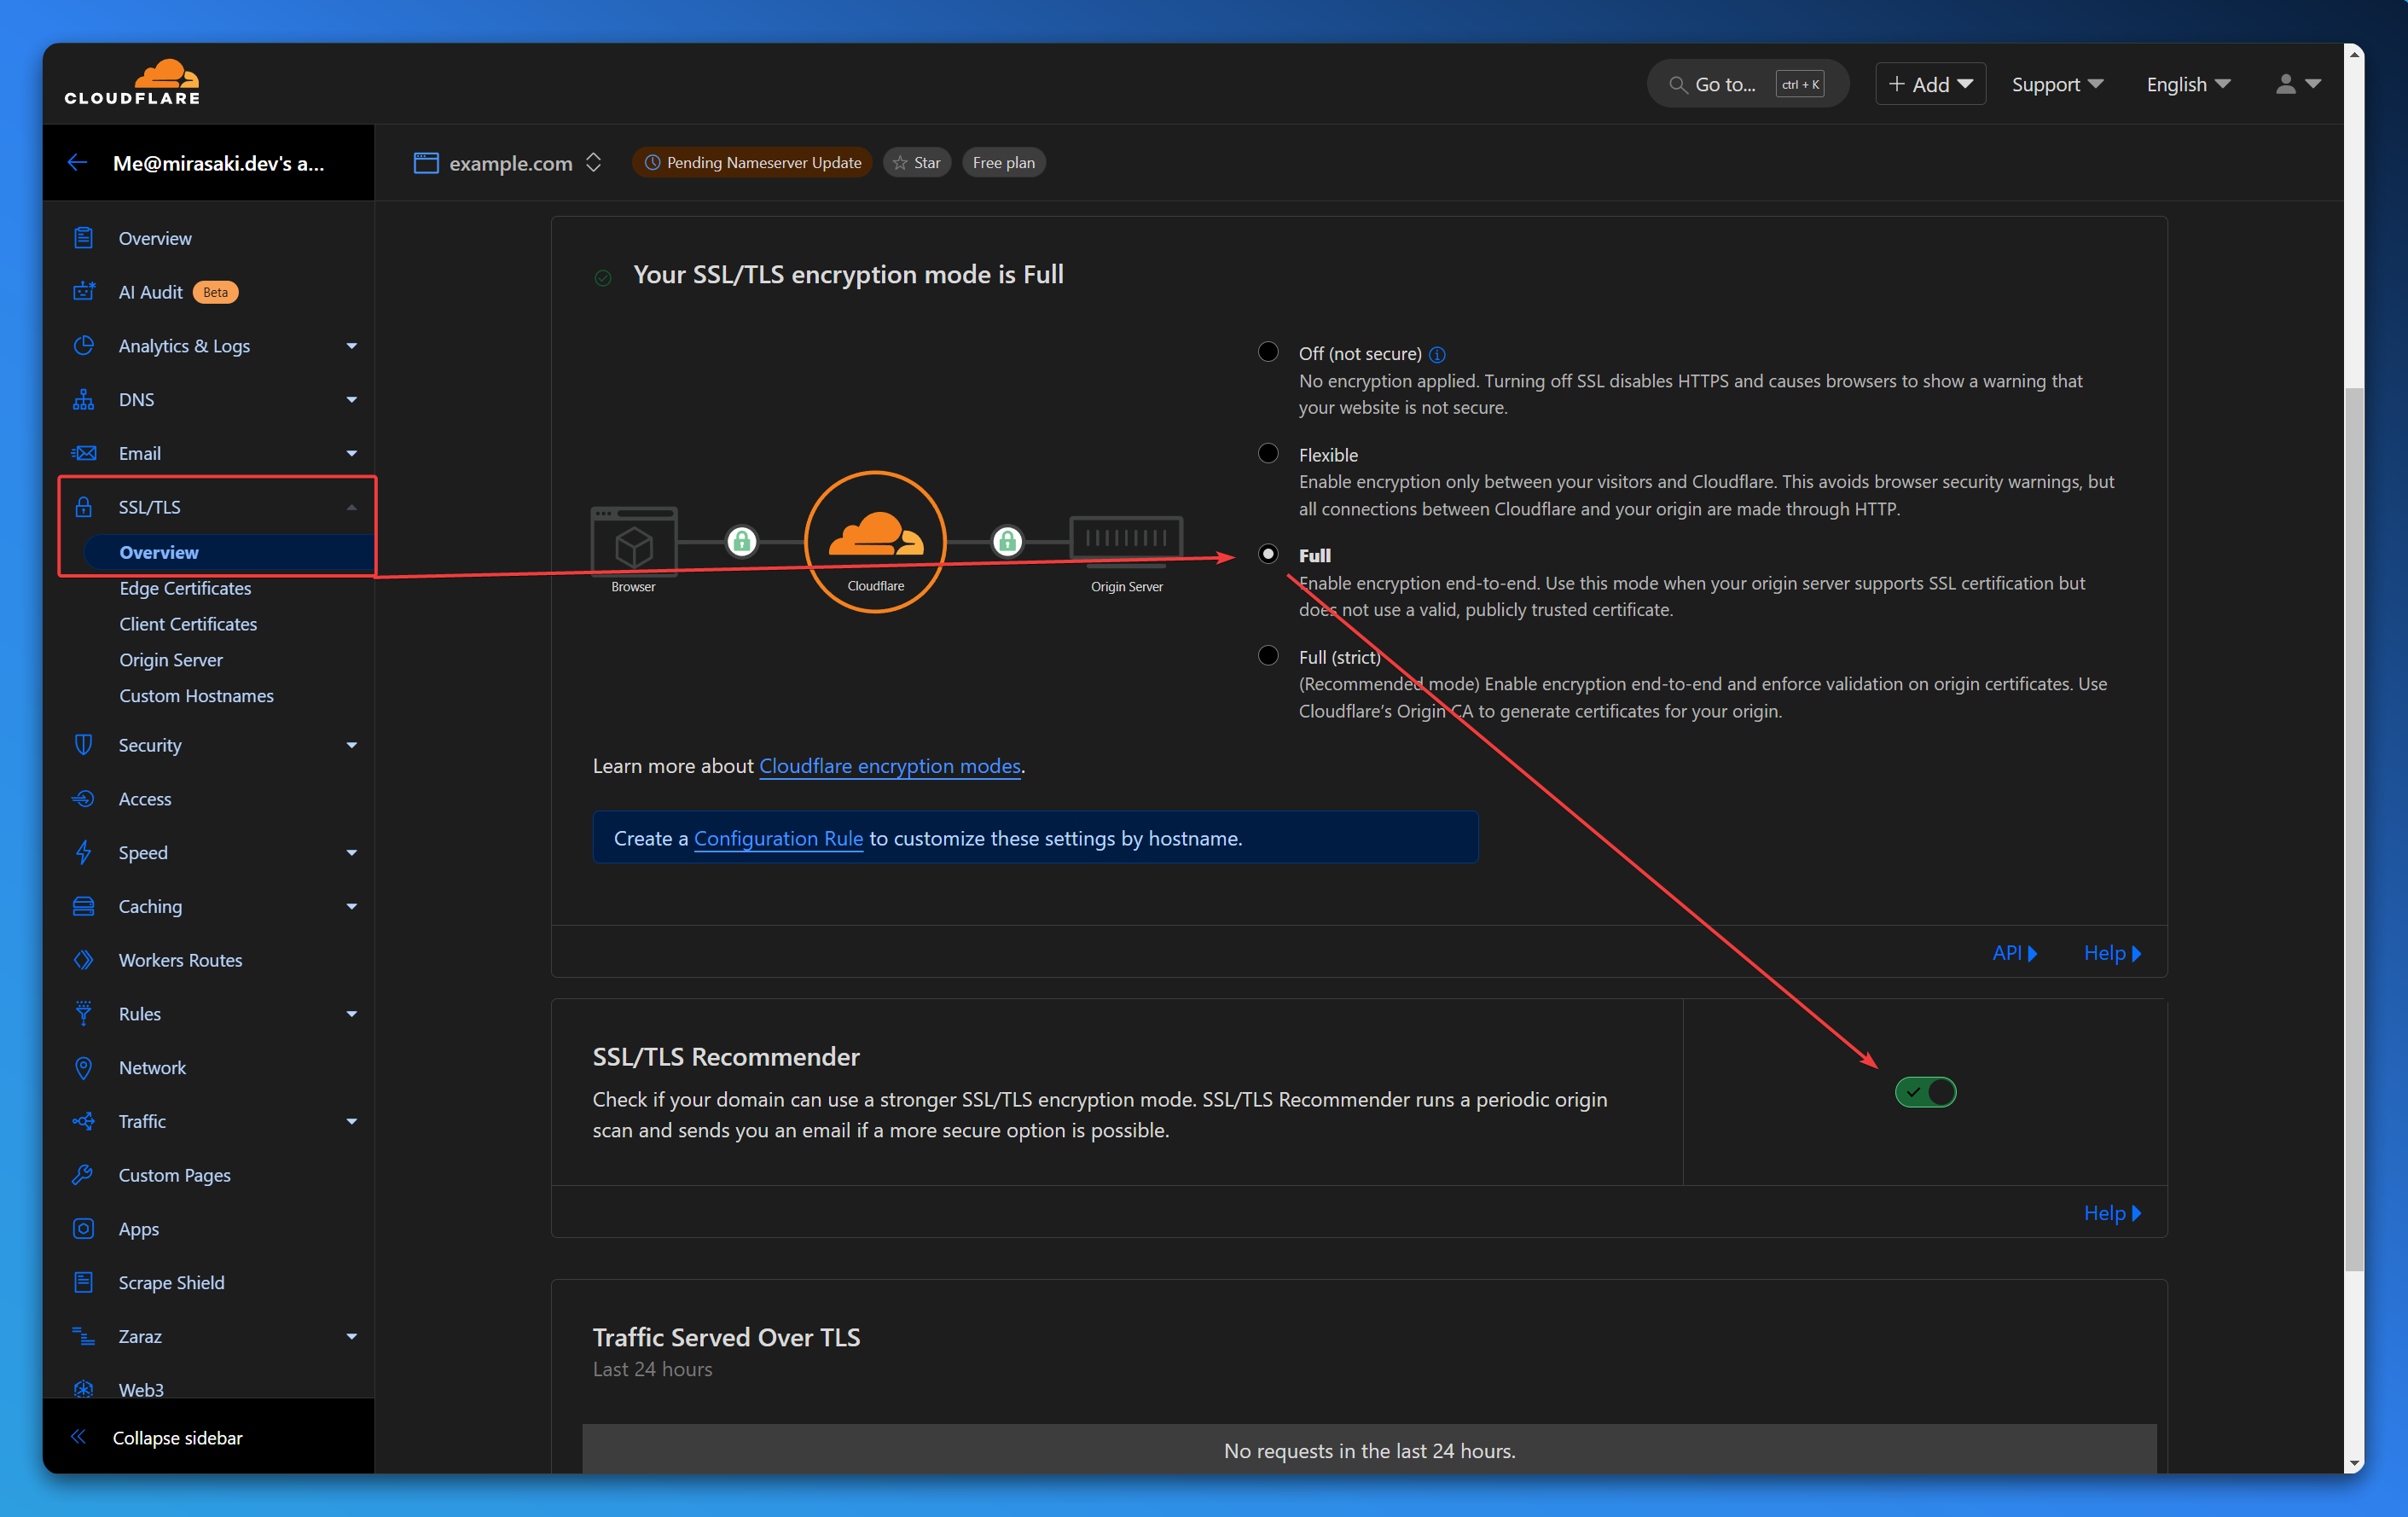 CLOUDFLARE
Go to... ctrl + K
Add
Support
English
Me@mirasaki.dev's a...
example.com
Pending Nameserver Update
Star
Free plan
Overview
AI Audit Beta
Analytics & Logs
DNS
Email
SSL/TLS
Overview
Edge Certificates
Client Certificates
Origin Server
Custom Hostnames
Security
Access
Speed
Caching
Workers Routes
Rules
Network
Traffic
Custom Pages
Apps
Scrape Shield
Zaraz
Web3
Collapse sidebar
Your SSL/TLS encryption mode is Full
Browser
Cloudflare
Origin Server
Off (not secure)
No encryption applied. Turning off SSL disables HTTPS and causes browsers to show a warning that
your website is not secure.
Flexible
Enable encryption only between your visitors and Cloudflare. This avoids browser security warnings, but
all connections between Cloudflare and your origin are made through HTTP.
Full
Enable encryption end-to-end. Use this mode when your origin server supports SSL certification but
does not use a valid, publicly trusted certificate.
Full (strict)
(Recommended mode) Enable encryption end-to-end and enforce validation on origin certificates. Use
Cloudflare’s Origin CA to generate certificates for your origin.
Learn more about Cloudflare encryption modes.
Create a Configuration Rule to customize these settings by hostname.
API
Help
SSL/TLS Recommender
Check if your domain can use a stronger SSL/TLS encryption mode. SSL/TLS Recommender runs a periodic origin
scan and sends you an email if a more secure option is possible.
Help
Traffic Served Over TLS
Last 24 hours
No requests in the last 24 hours.